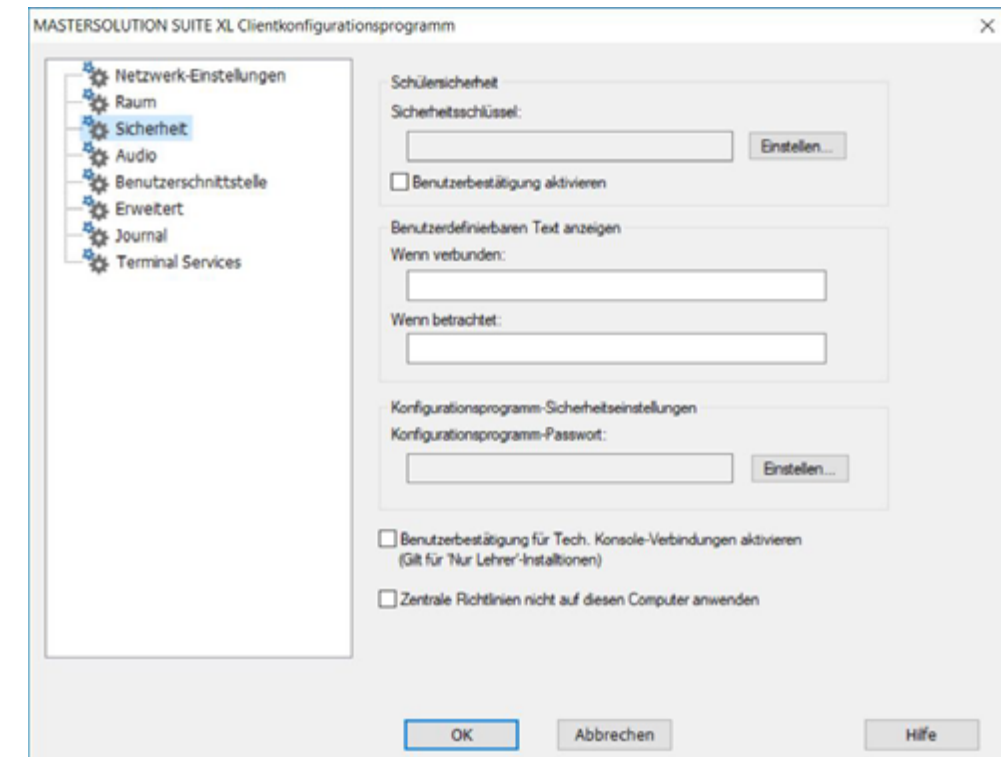 MASTERSOLUTION SUITE XL Clientkonfigurationsprogramm
Netzwerk-Einstellungen
Raum
Sicherheit
Audio
Benutzerschnittstelle
Erweitert
Journal
Terminal Services
Schülersicherheit
Sicherheitsschlüssel:
Einstellen...
Benutzerbestätigung aktivieren
Benutzerdefinierbaren Text anzeigen
Wenn verbunden:
Wenn betrachtet:
Konfigurationsprogramm-Sicherheitseinstellungen
Konfigurationsprogramm-Passwort:
Einstellen...
Benutzerbestätigung für Tech. Konsole-Verbindungen aktivieren
(Gilt für 'Nur Lehrer'-Installtionen)
Zentrale Richtlinien nicht auf diesen Computer anwenden
OK
Abbrechen
Hilfe